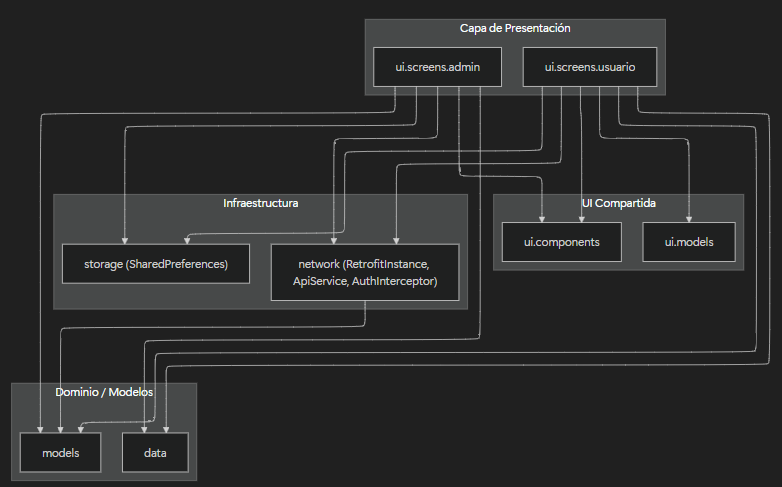 Capa de Presentación
ui.screens.admin
ui.screens.usuario
Infraestructura
UI Compartida
storage (SharedPreferences)
network (RetrofitInstance,
ApiService, AuthInterceptor)
ui.components
ui.models
Dominio / Modelos
models
data